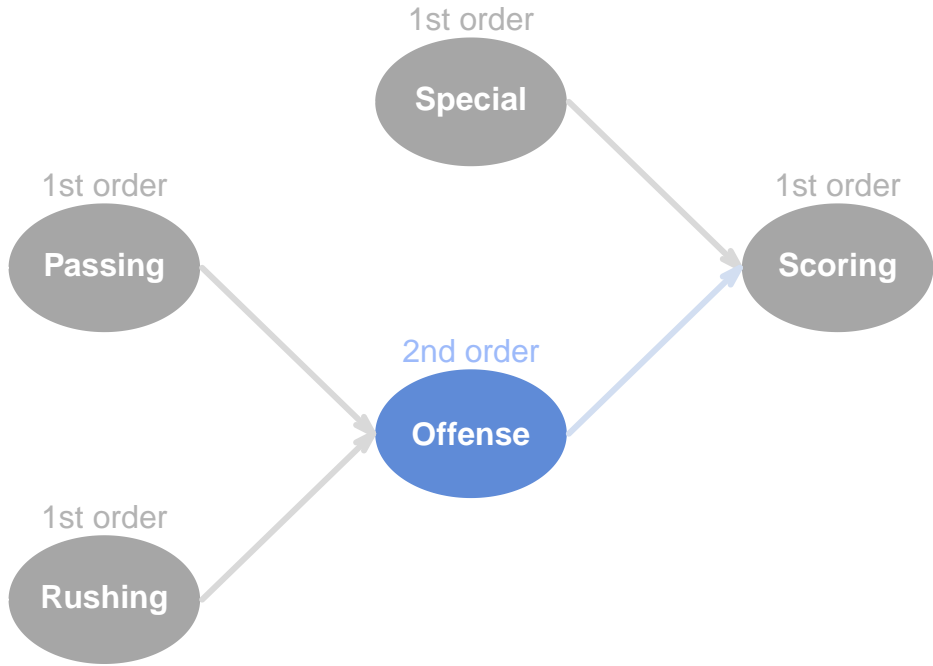 1st order
Special
1st order
Passing
1st order
Scoring
2nd order
Offense
1st order
Rushing